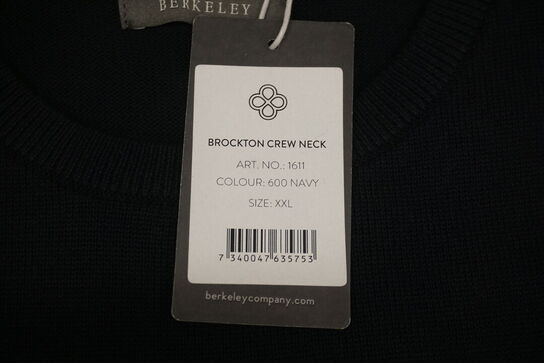 BERKELEY
BROCKTON CREW NECK
ART. NO.: 1611
COLOUR: 600 NAVY
SIZE: XXL
7 340047 635753
berkeleycompany.com